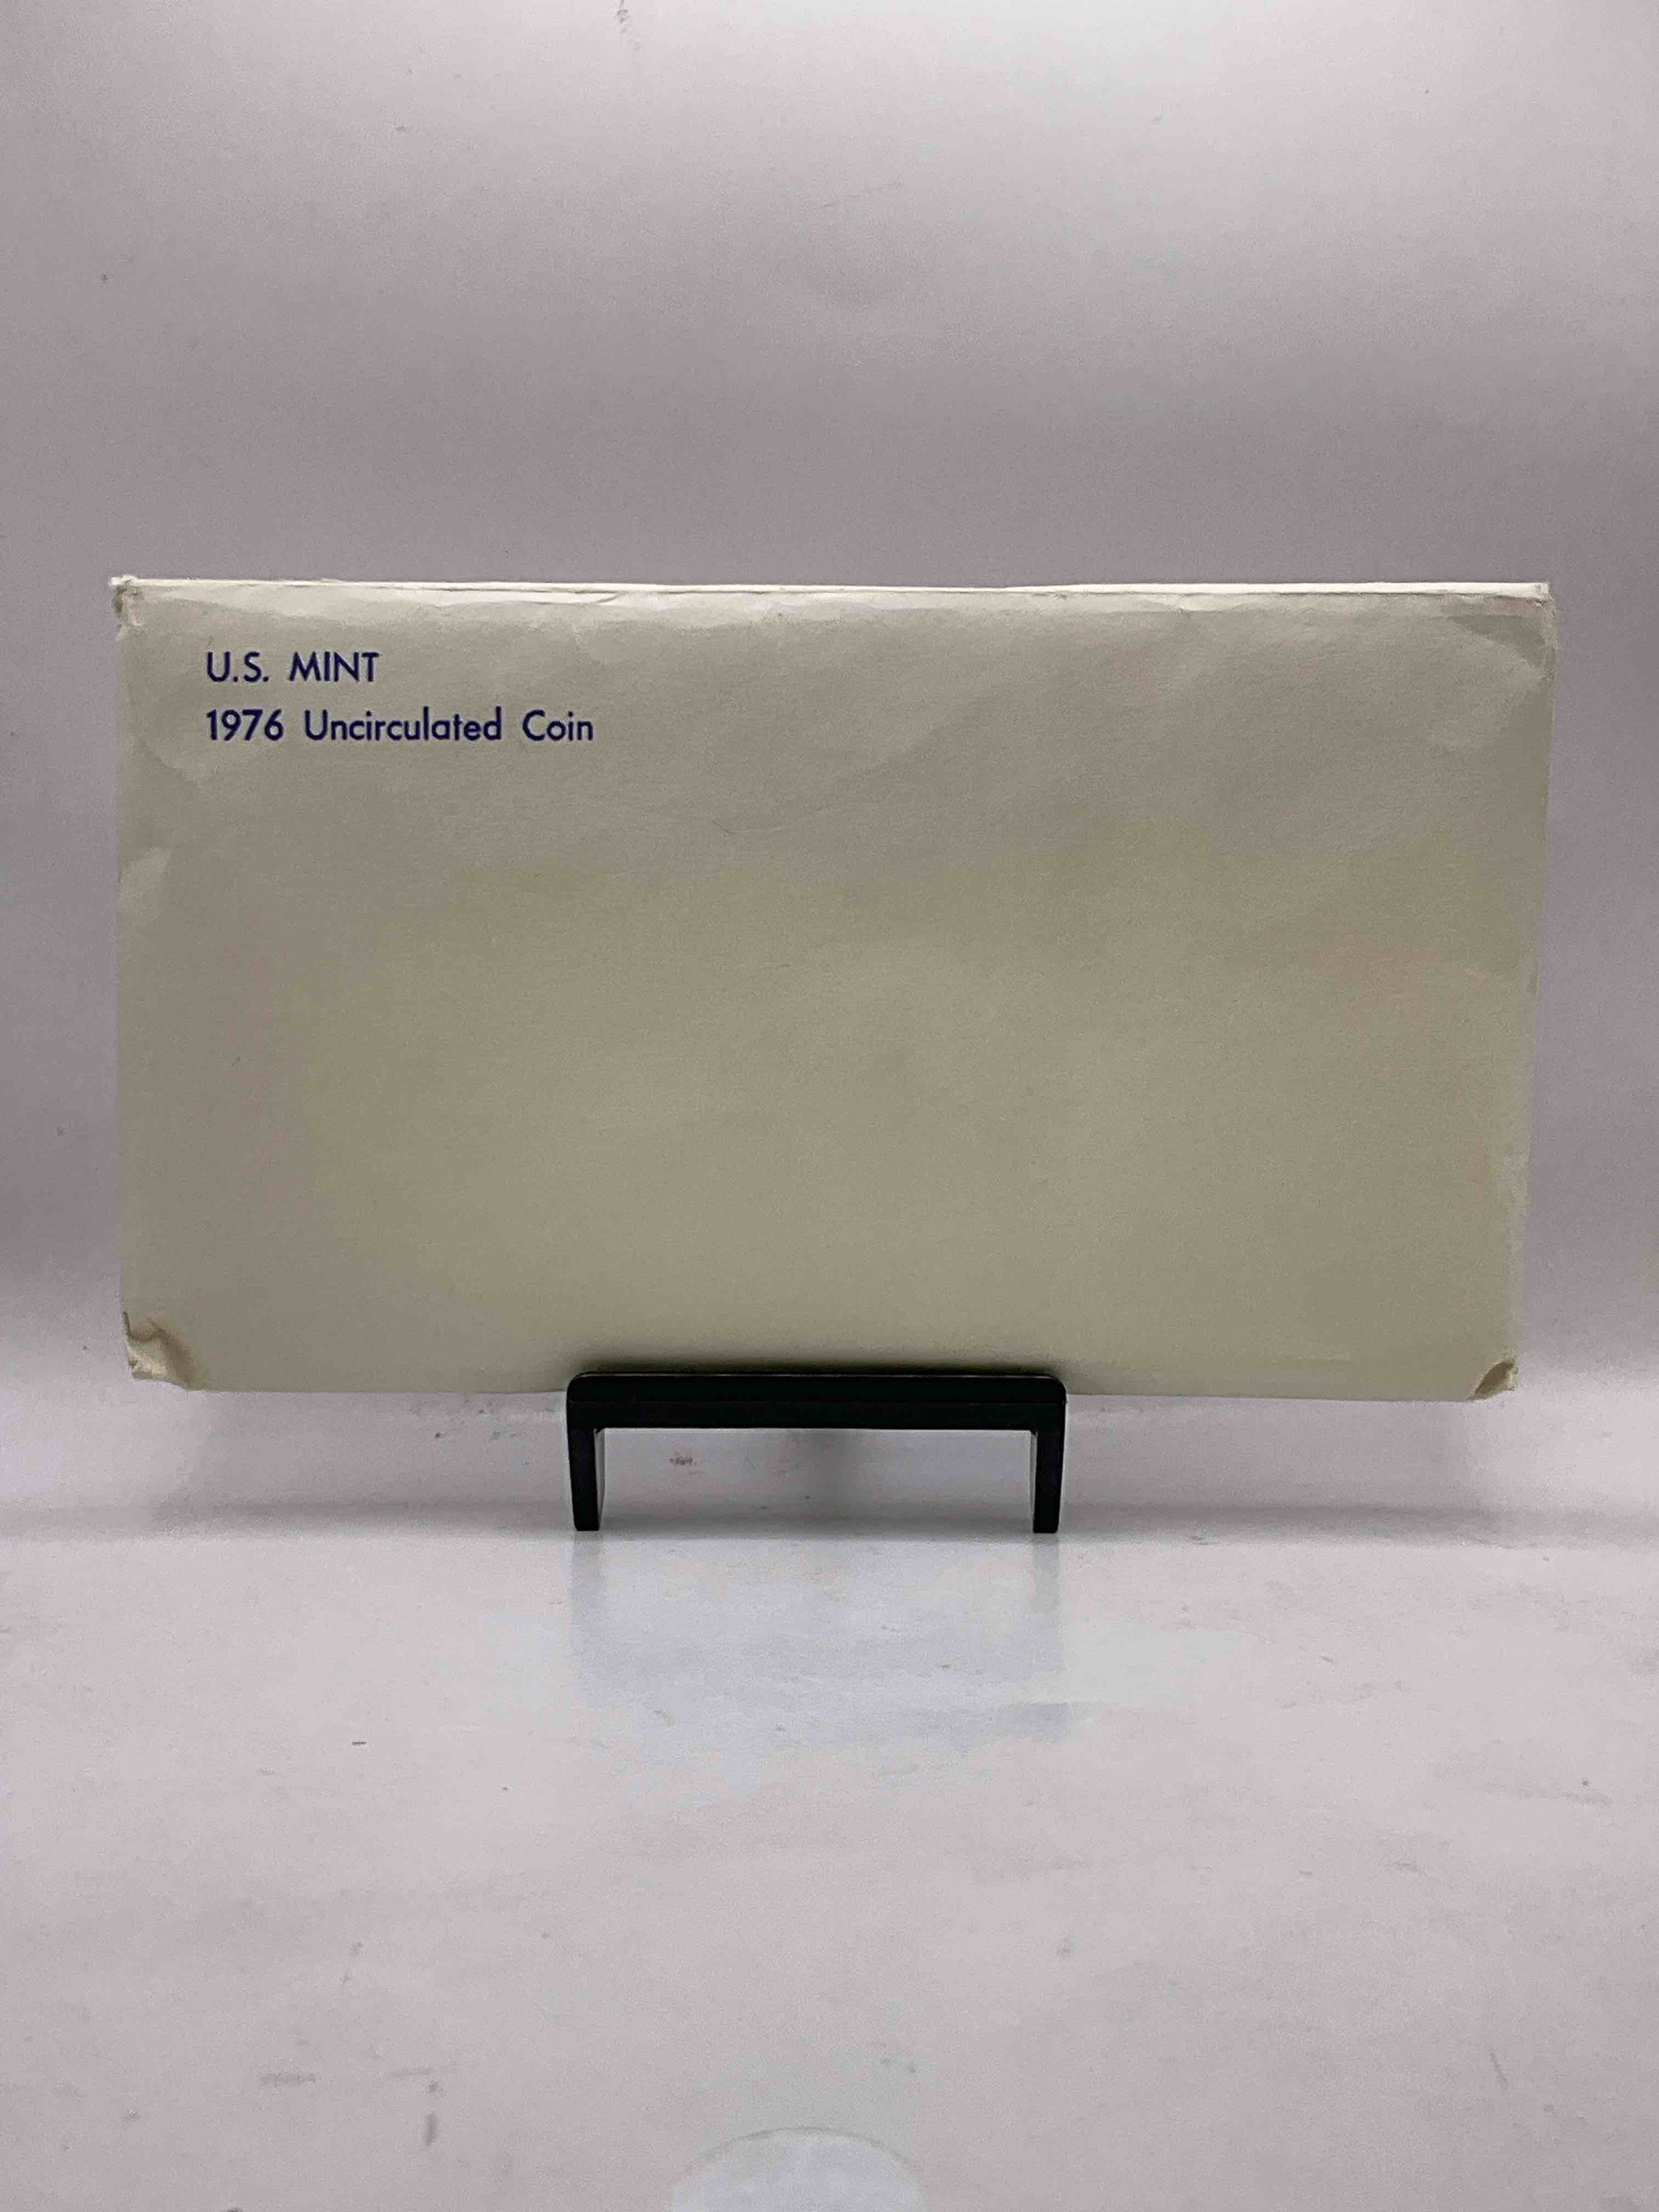 U.S. MINT
1976 Uncirculated Coin